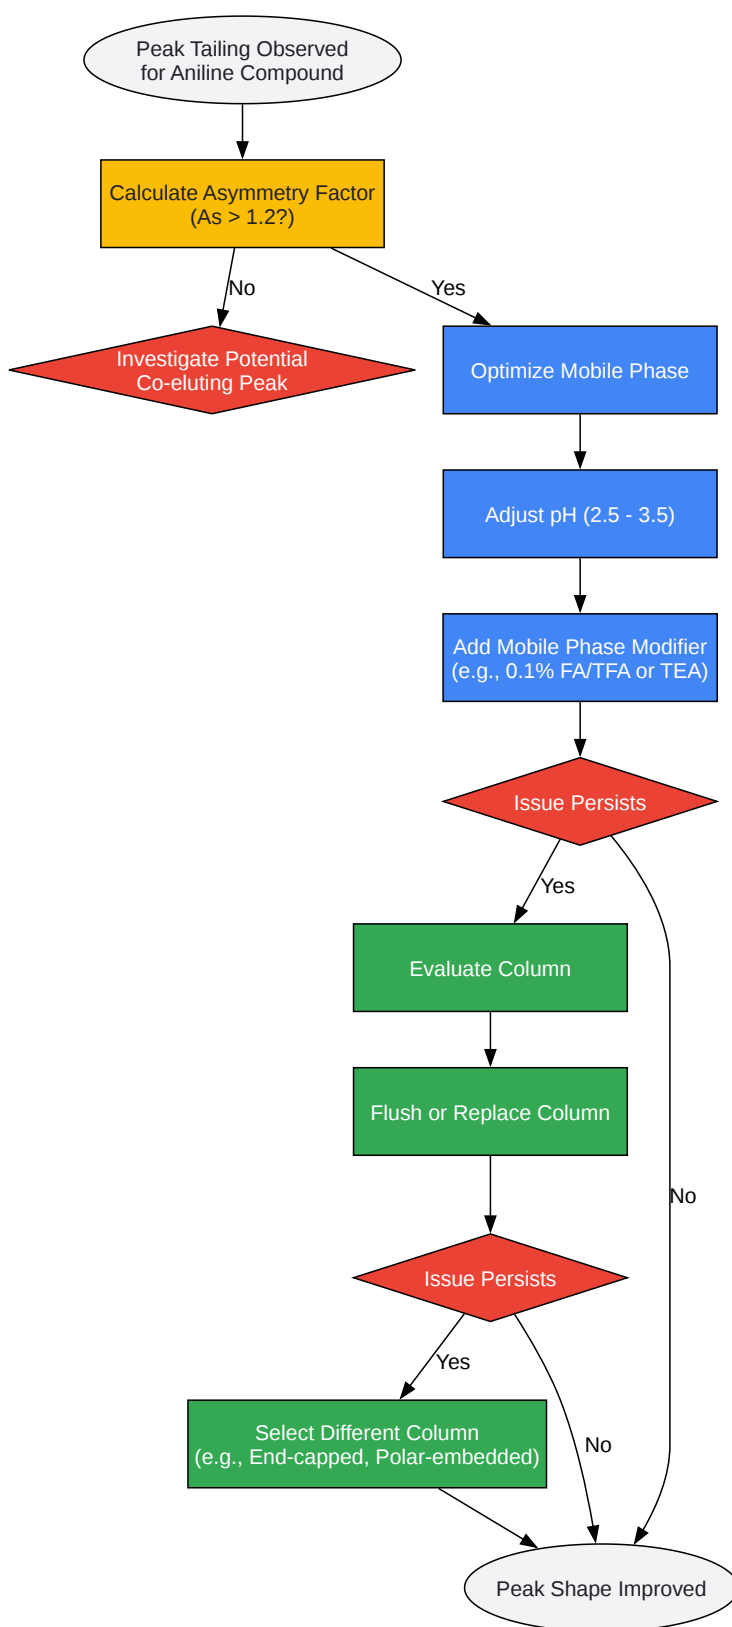 Peak Tailing Observed
for Aniline Compound
Calculate Asymmetry Factor
(As > 1.2?)
No
Yes
Investigate Potential
Co-eluting Peak
Optimize Mobile Phase
Adjust pH (2.5 - 3.5)
Add Mobile Phase Modifier
(e.g., 0.1% FA/TFA or TEA)
Issue Persists
Yes
Evaluate Column
Flush or Replace Column
No
Issue Persists
Yes
Select Different Column
(e.g., End-capped, Polar-embedded)
No
Peak Shape Improved